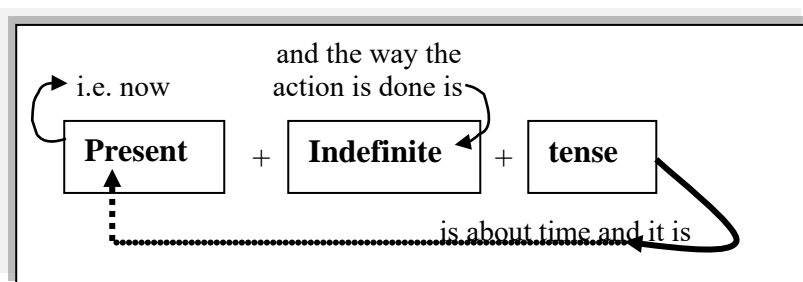 and the way the
i.e. now action is done is
Present + Indefinite + tense
is about time and it is